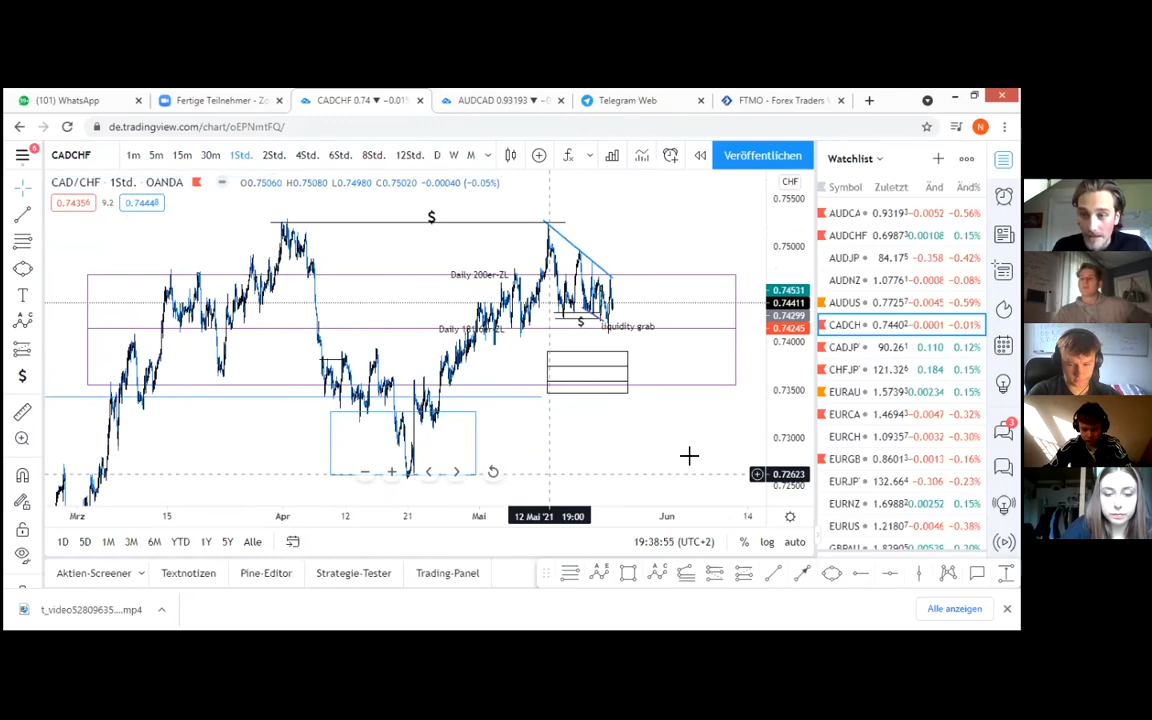 (101) WhatsApp
Fertige Teilnehmer - Ze
CADCHF 0.74 ▼ −0.01%
AUDCAD 0.93193 ▼ −0
Telegram Web
FTMO - Forex Traders
de.tradingview.com/chart/oEPNmtFQ/
6
CADCHF 1m 5m 15m 30m 1Std. 2Std. 4Std. 6Std. 8Std. 12Std. D W M
Veröffentlichen
Watchlist
CAD/CHF · 1Std. · OANDA
O0.75060 H0.75080 L0.74980 C0.75020 −0.00040 (−0.05%)
0.74356 9.2 0.74448
CHF
Symbol Zuletzt Änd Änd%
AUDCA 0.93193 -0.0052 -0.56%
AUDCHF 0.69873 0.00108 0.15%
AUDJP 84.175 -0.358 -0.42%
AUDNZ 1.07761 -0.0008 -0.08%
AUDUS 0.77257 -0.0045 -0.59%
CADCH 0.74402 -0.0001 -0.01%
CADJP 90.261 0.110 0.12%
CHFJP 121.326 0.184 0.15%
EURAU 1.57393 0.00234 0.15%
EURCA 1.46943 -0.0047 -0.32%
EURCH 1.09357 -0.0032 -0.30%
EURGB 0.86013 -0.0013 -0.16%
EURJP 132.664 -0.306 -0.23%
EURNZ 1.69882 0.00252 0.15%
EURUS 1.21807 -0.0046 -0.38%
3
$
Daily 200er-ZL
$
liquidity grab
0.75500
0.75000
0.74531
0.74411
0.74299
0.74245
0.74000
0.73500
0.73000
0.72623
0.72500
Mrz 15 Apr 12 21 Mai 12 Mai '21 19:00 Jun 14
1D 5D 1M 3M 6M YTD 1Y 5Y Alle
19:38:55 (UTC+2) % log auto
Aktien-Screener Textnotizen Pine-Editor Strategie-Tester Trading-Panel
t_video52809635....mp4
Alle anzeigen